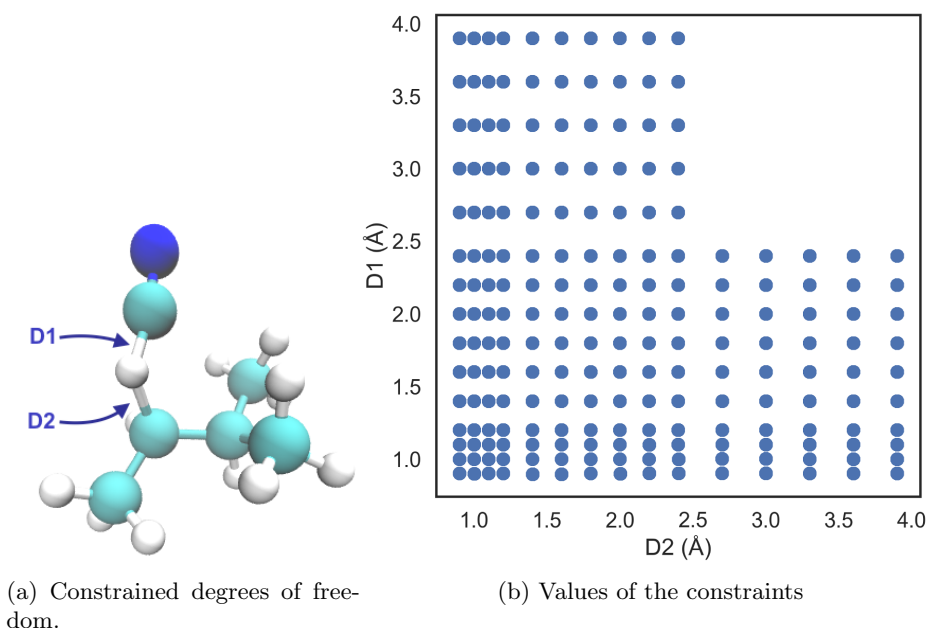 D1
D2
D1 (Å)
4.0
3.5
3.0
2.5
2.0
1.5
1.0
1.0 1.5 2.0 2.5 3.0 3.5 4.0
D2 (Å)
(a) Constrained degrees of free-
dom.
(b) Values of the constraints